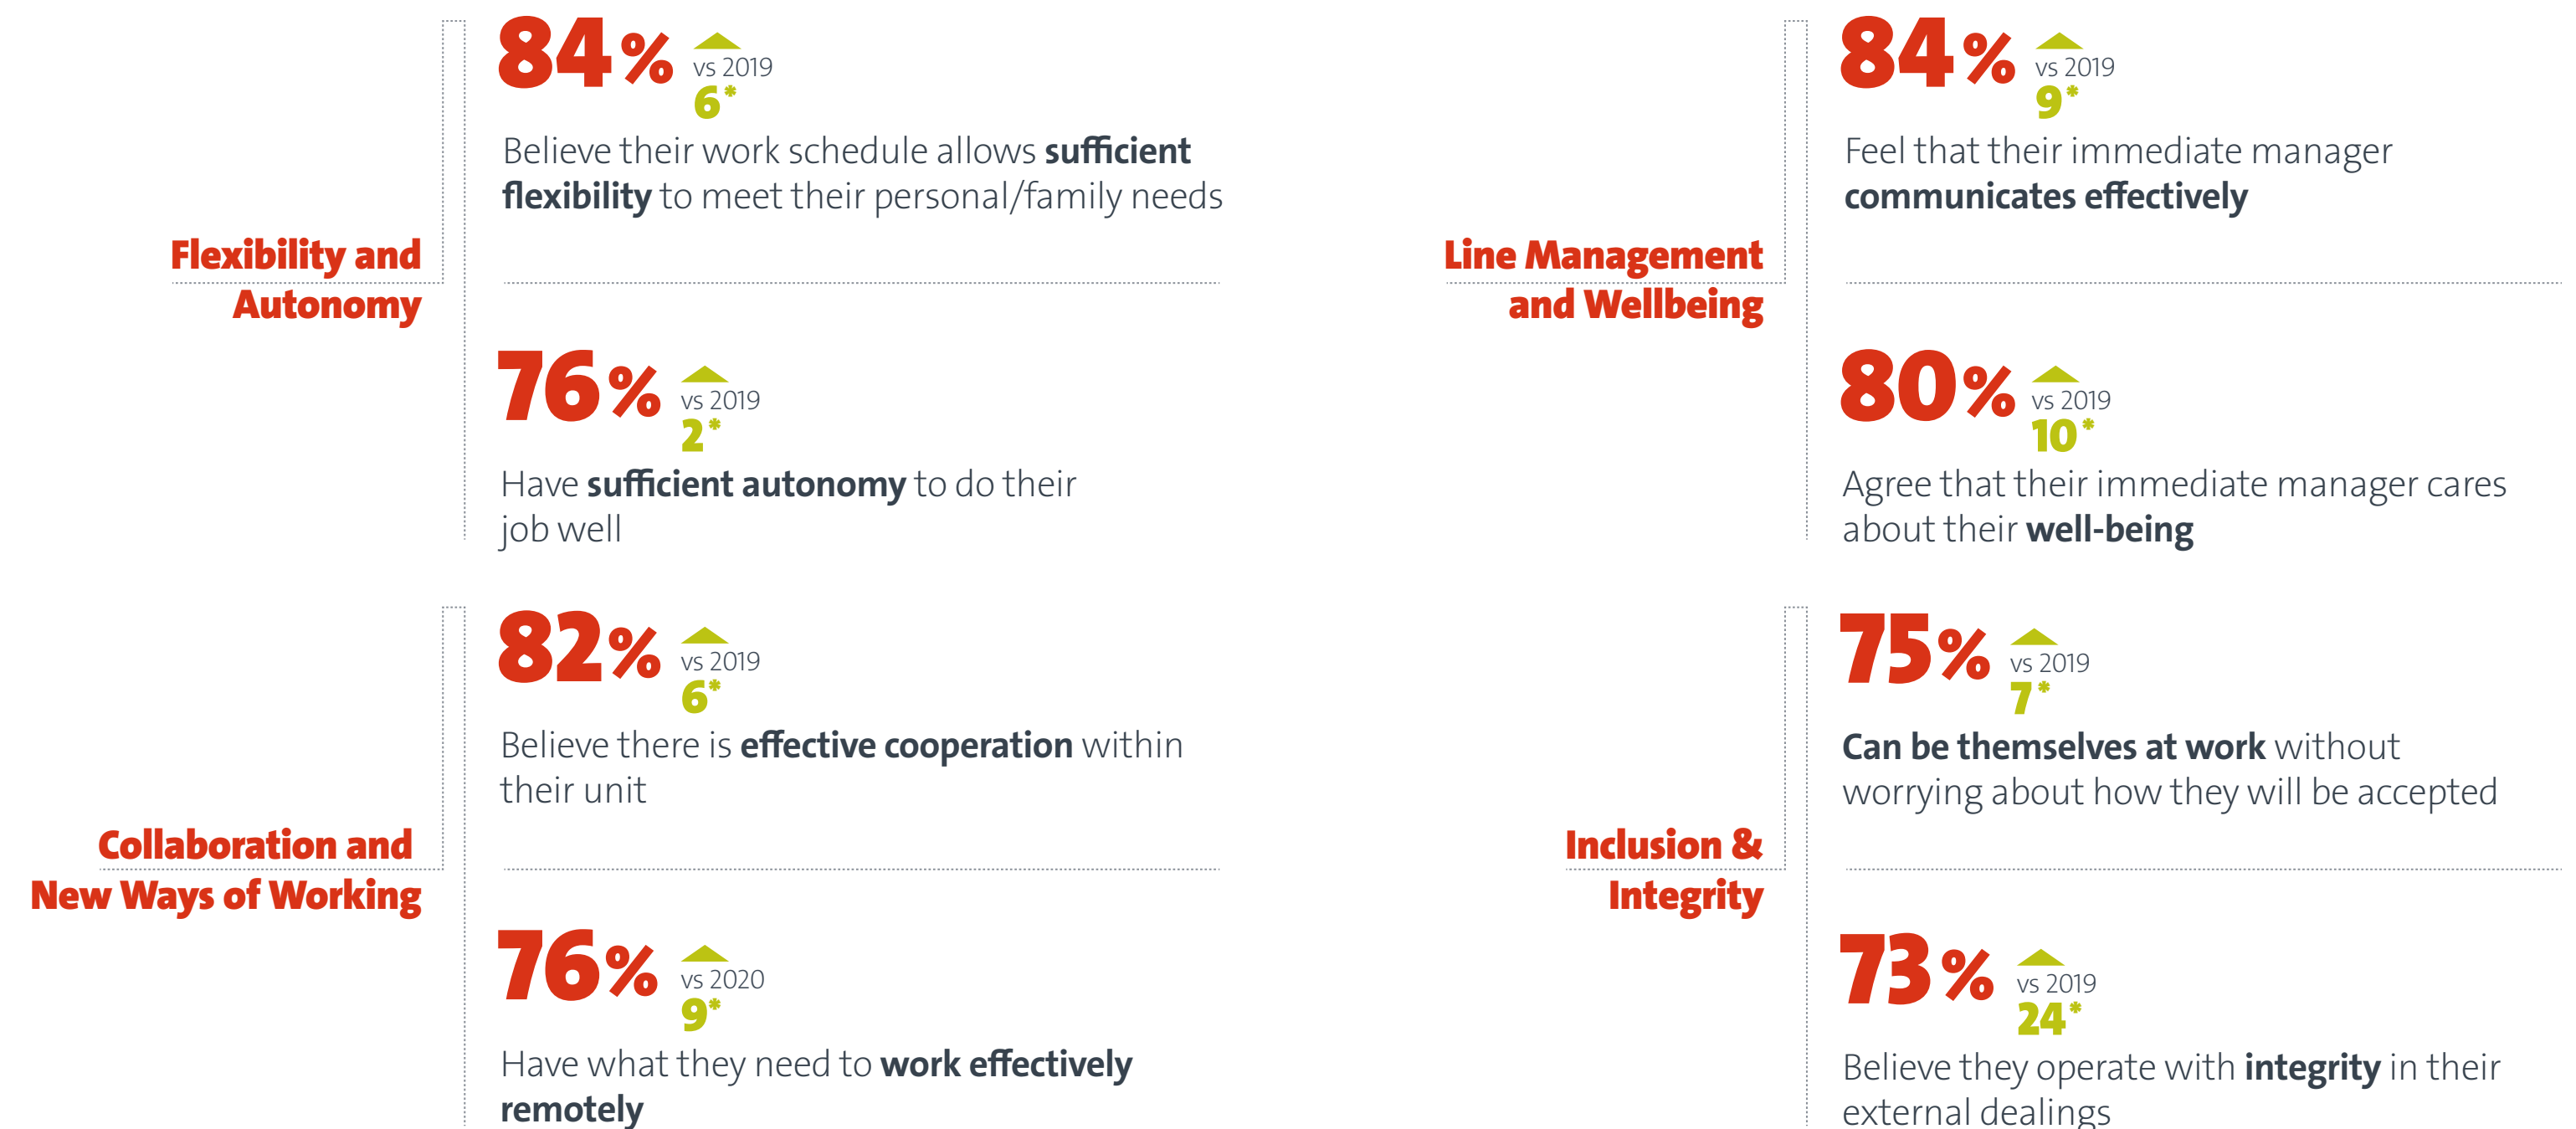 Flexibility and
Autonomy
84% vs 2019
6*
Believe their work schedule allows sufficient
flexibility to meet their personal/family needs
76% vs 2019
2*
Have sufficient autonomy to do their
job well
Line Management
and Wellbeing
84% vs 2019
9*
Feel that their immediate manager
communicates effectively
80% vs 2019
10*
Agree that their immediate manager cares
about their well-being
Collaboration and
New Ways of Working
82% vs 2019
6*
Believe there is effective cooperation within
their unit
76% vs 2020
9*
Have what they need to work effectively
remotely
Inclusion &
Integrity
75% vs 2019
7*
Can be themselves at work without
worrying about how they will be accepted
73% vs 2019
24*
Believe they operate with integrity in their
external dealings